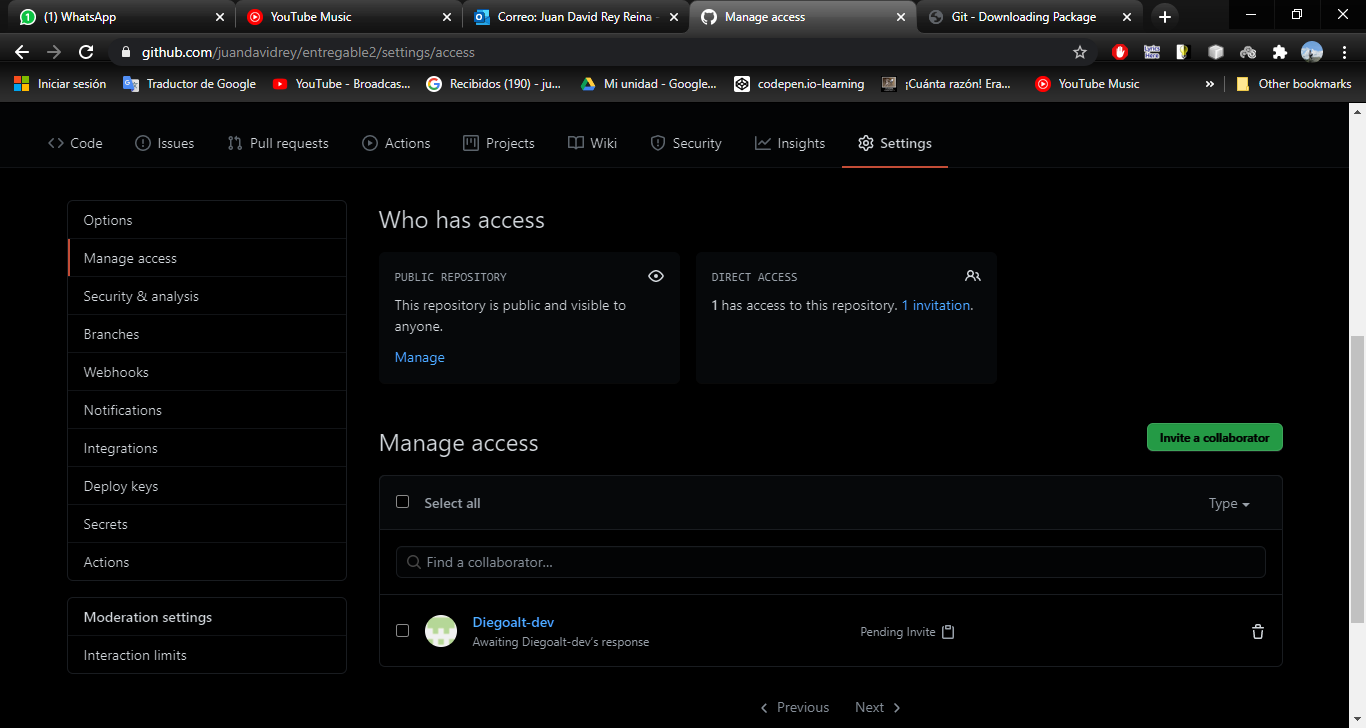 (1) WhatsApp
YouTube Music
Correo: Juan David Rey Reina -
Manage access
Git - Downloading Package
github.com/juandavidrey/entregable2/settings/access
Iniciar sesión
Traductor de Google
YouTube - Broadcas...
Recibidos (190) - ju...
Mi unidad - Google...
codepen.io-learning
¡Cuánta razón! Era...
YouTube Music
»
Other bookmarks
Code
Issues
Pull requests
Actions
Projects
Wiki
Security
Insights
Settings
Options
Manage access
Security & analysis
Branches
Webhooks
Notifications
Integrations
Deploy keys
Secrets
Actions
Moderation settings
Interaction limits
Who has access
PUBLIC REPOSITORY
This repository is public and visible to
anyone.
Manage
DIRECT ACCESS
1 has access to this repository. 1 invitation.
Manage access
Invite a collaborator
Select all
Type
Find a collaborator...
Diegoalt-dev
Awaiting Diegoalt-dev's response
Pending Invite
Previous
Next